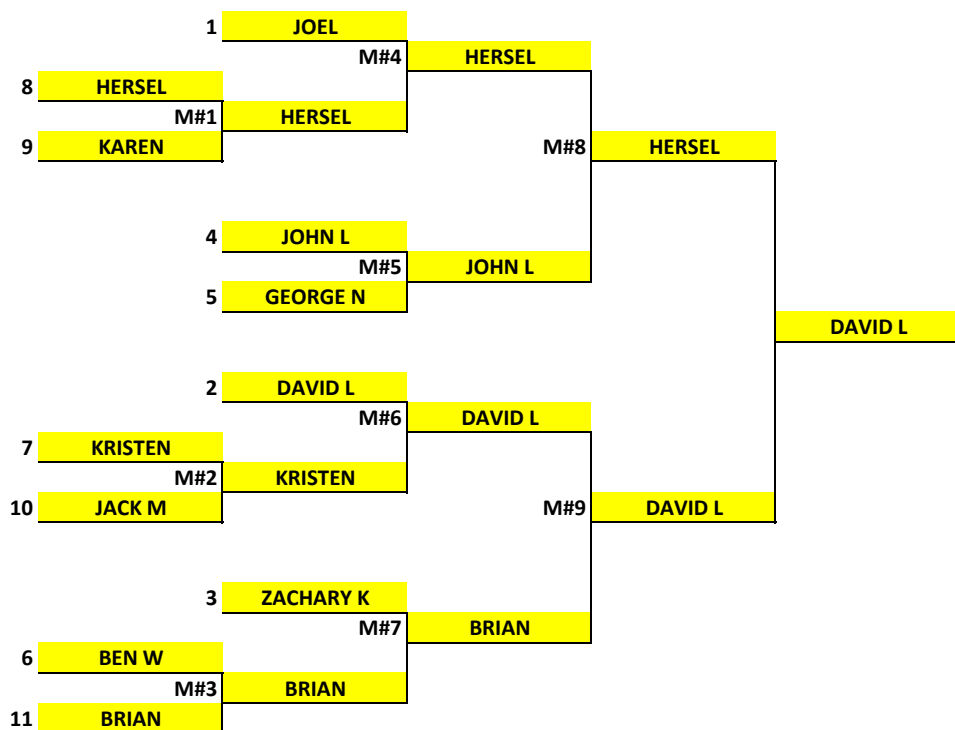 1 JOEL
M#4 HERSEL
8 HERSEL
M#1 HERSEL
9 KAREN M#8 HERSEL
4 JOHN L
M#5 JOHN L
5 GEORGE N
DAVID L
2 DAVID L
M#6 DAVID L
7 KRISTEN
M#2 KRISTEN
10 JACK M M#9 DAVID L
3 ZACHARY K
M#7 BRIAN
6 BEN W
M#3 BRIAN
11 BRIAN